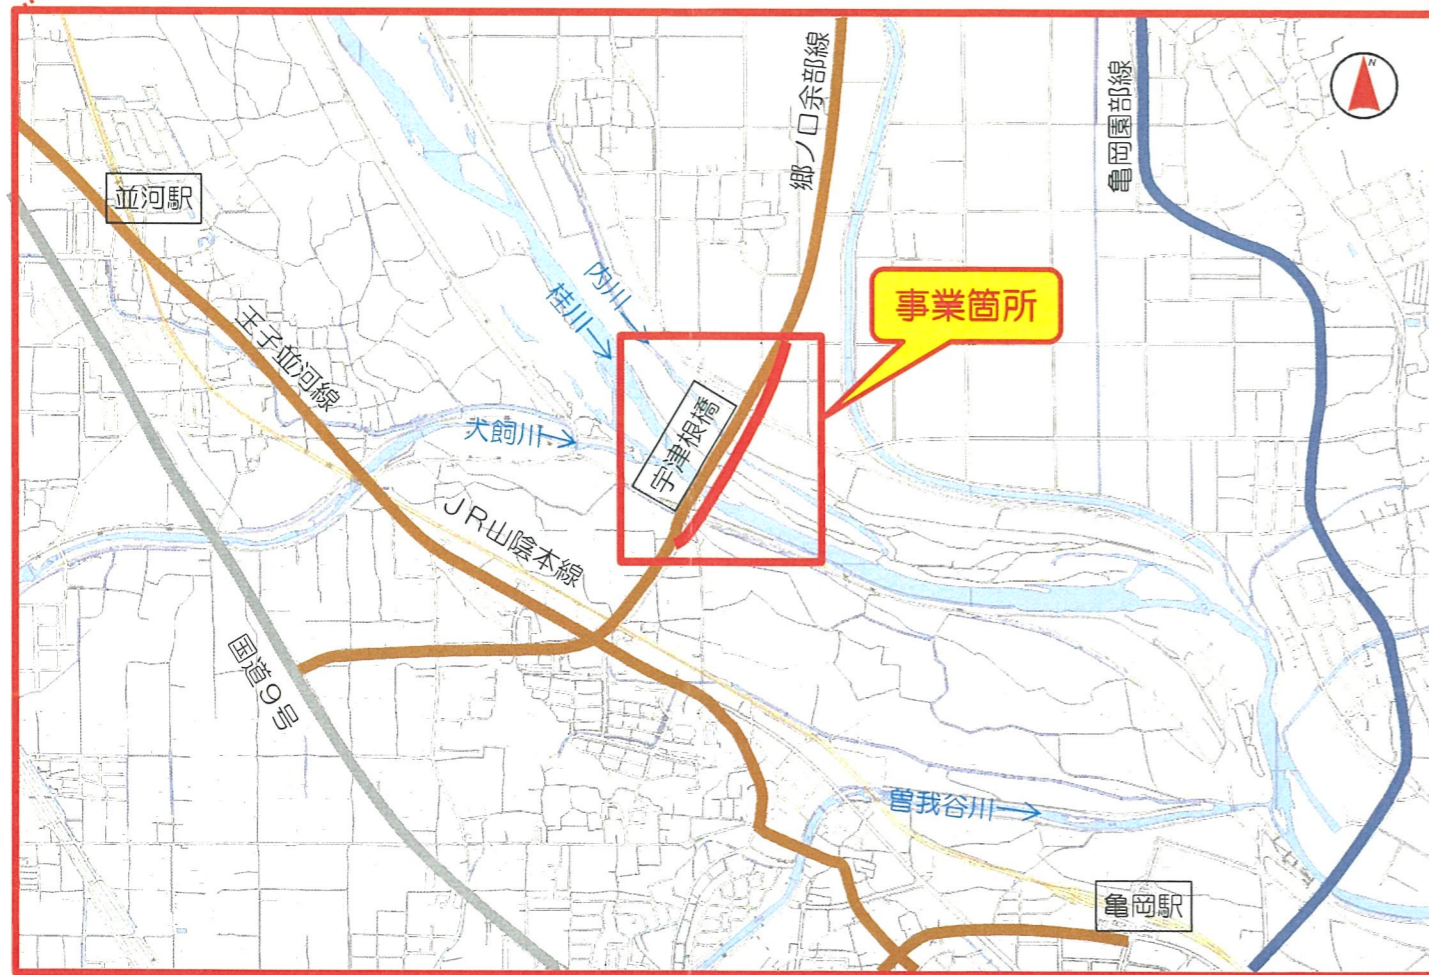 郷ノ口余部線
亀岡園部線
N
並河駅
内川→
桂川→
事業箇所
王子並河線
宇津根橋
犬飼川→
JR山陰本線
国道9号
曽我谷川→
亀岡駅